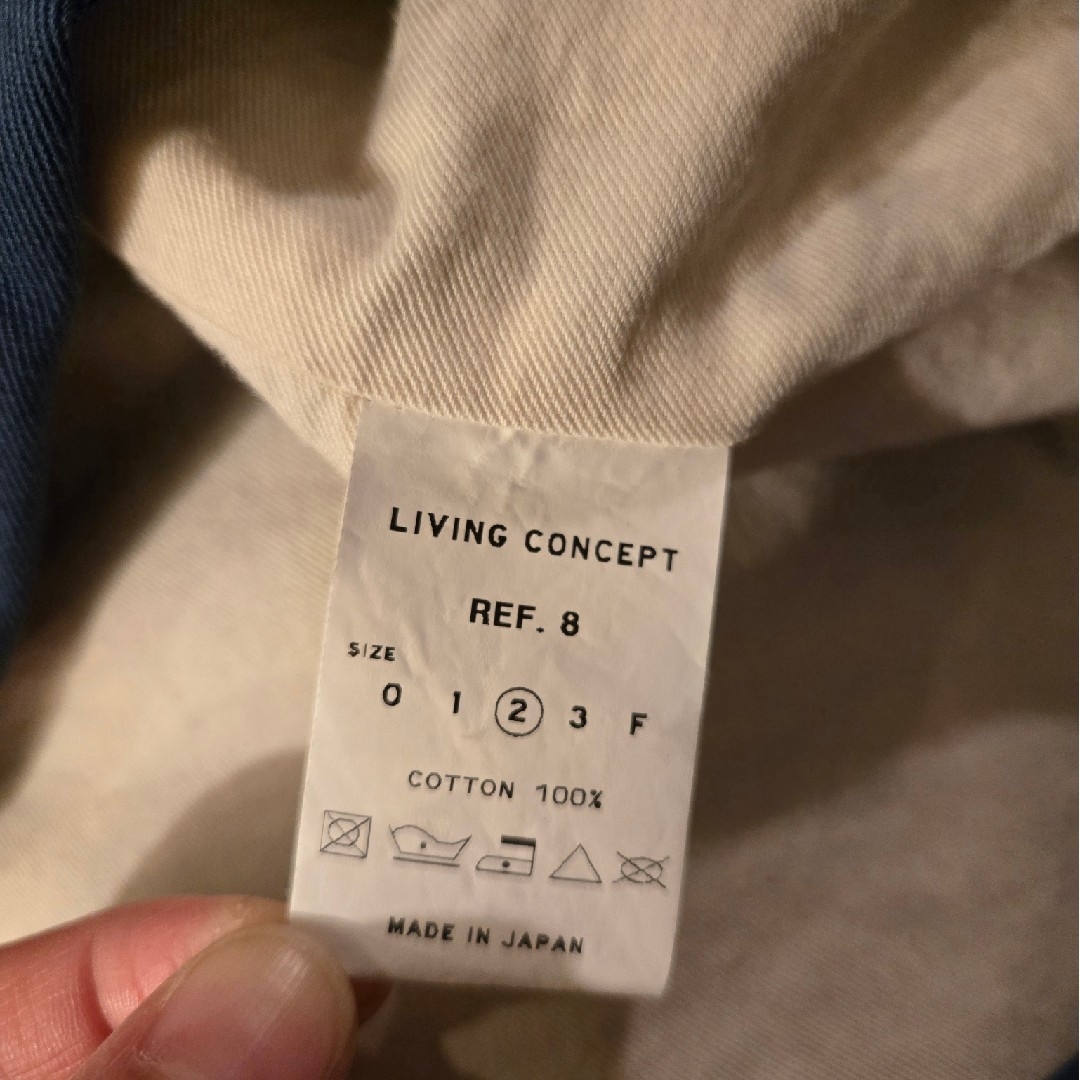 LIVING CONCEPT
REF. 8
SIZE
0 1 2 3 F
COTTON 100%
MADE IN JAPAN